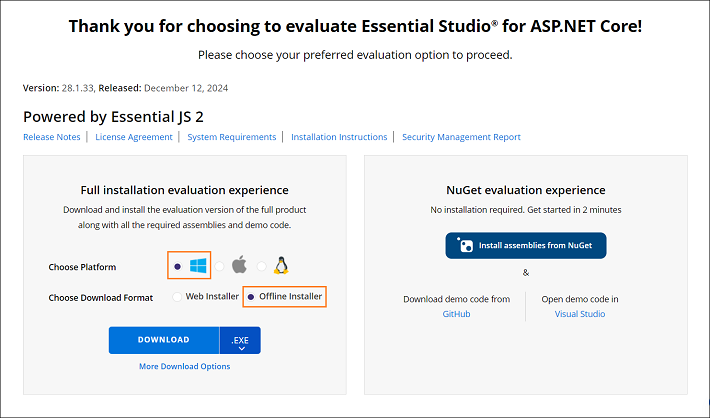 Thank you for choosing to evaluate Essential Studio® for ASP.NET Core!
Please choose your preferred evaluation option to proceed.
Version: 28.1.33, Released: December 12, 2024
Powered by Essential JS 2
Release Notes | License Agreement | System Requirements | Installation Instructions | Security Management Report
Full installation evaluation experience
Download and install the evaluation version of the full product
along with all the required assemblies and demo code.
Choose Platform
Choose Download Format Web Installer Offline Installer
DOWNLOAD .EXE
More Download Options
NuGet evaluation experience
No installation required. Get started in 2 minutes
Install assemblies from NuGet
&
Download demo code from
GitHub
Open demo code in
Visual Studio